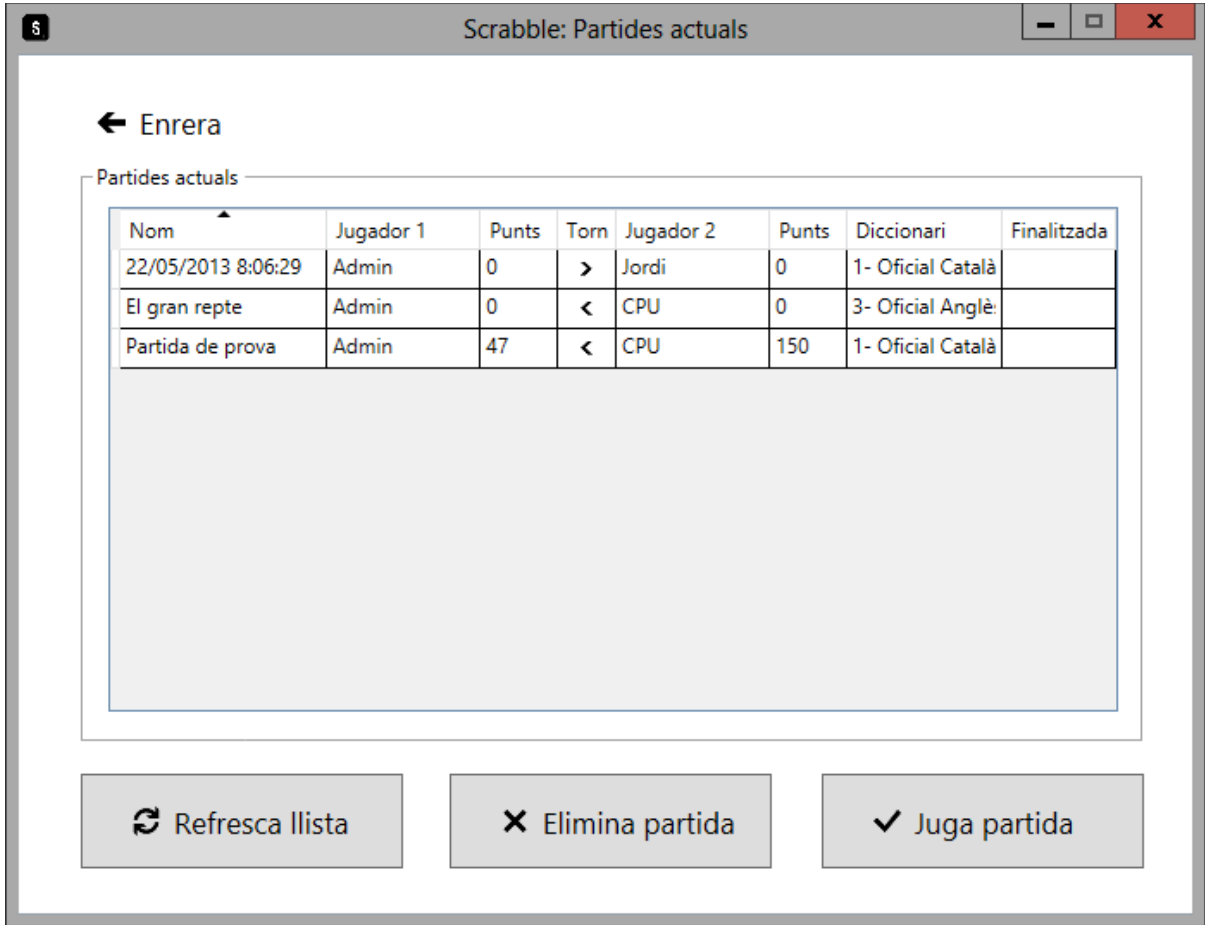 $
Scrabble: Partides actuals
Enrera
Partides actuals
Nom Jugador 1 Punts Torn Jugador 2 Punts Diccionari Finalitzada
22/05/2013 8:06:29 Admin 0 > Jordi 0 1- Oficial Català
El gran repte Admin 0 < CPU 0 3- Oficial Anglè
Partida de prova Admin 47 < CPU 150 1- Oficial Català
Refresca llista Elimina partida Juga partida